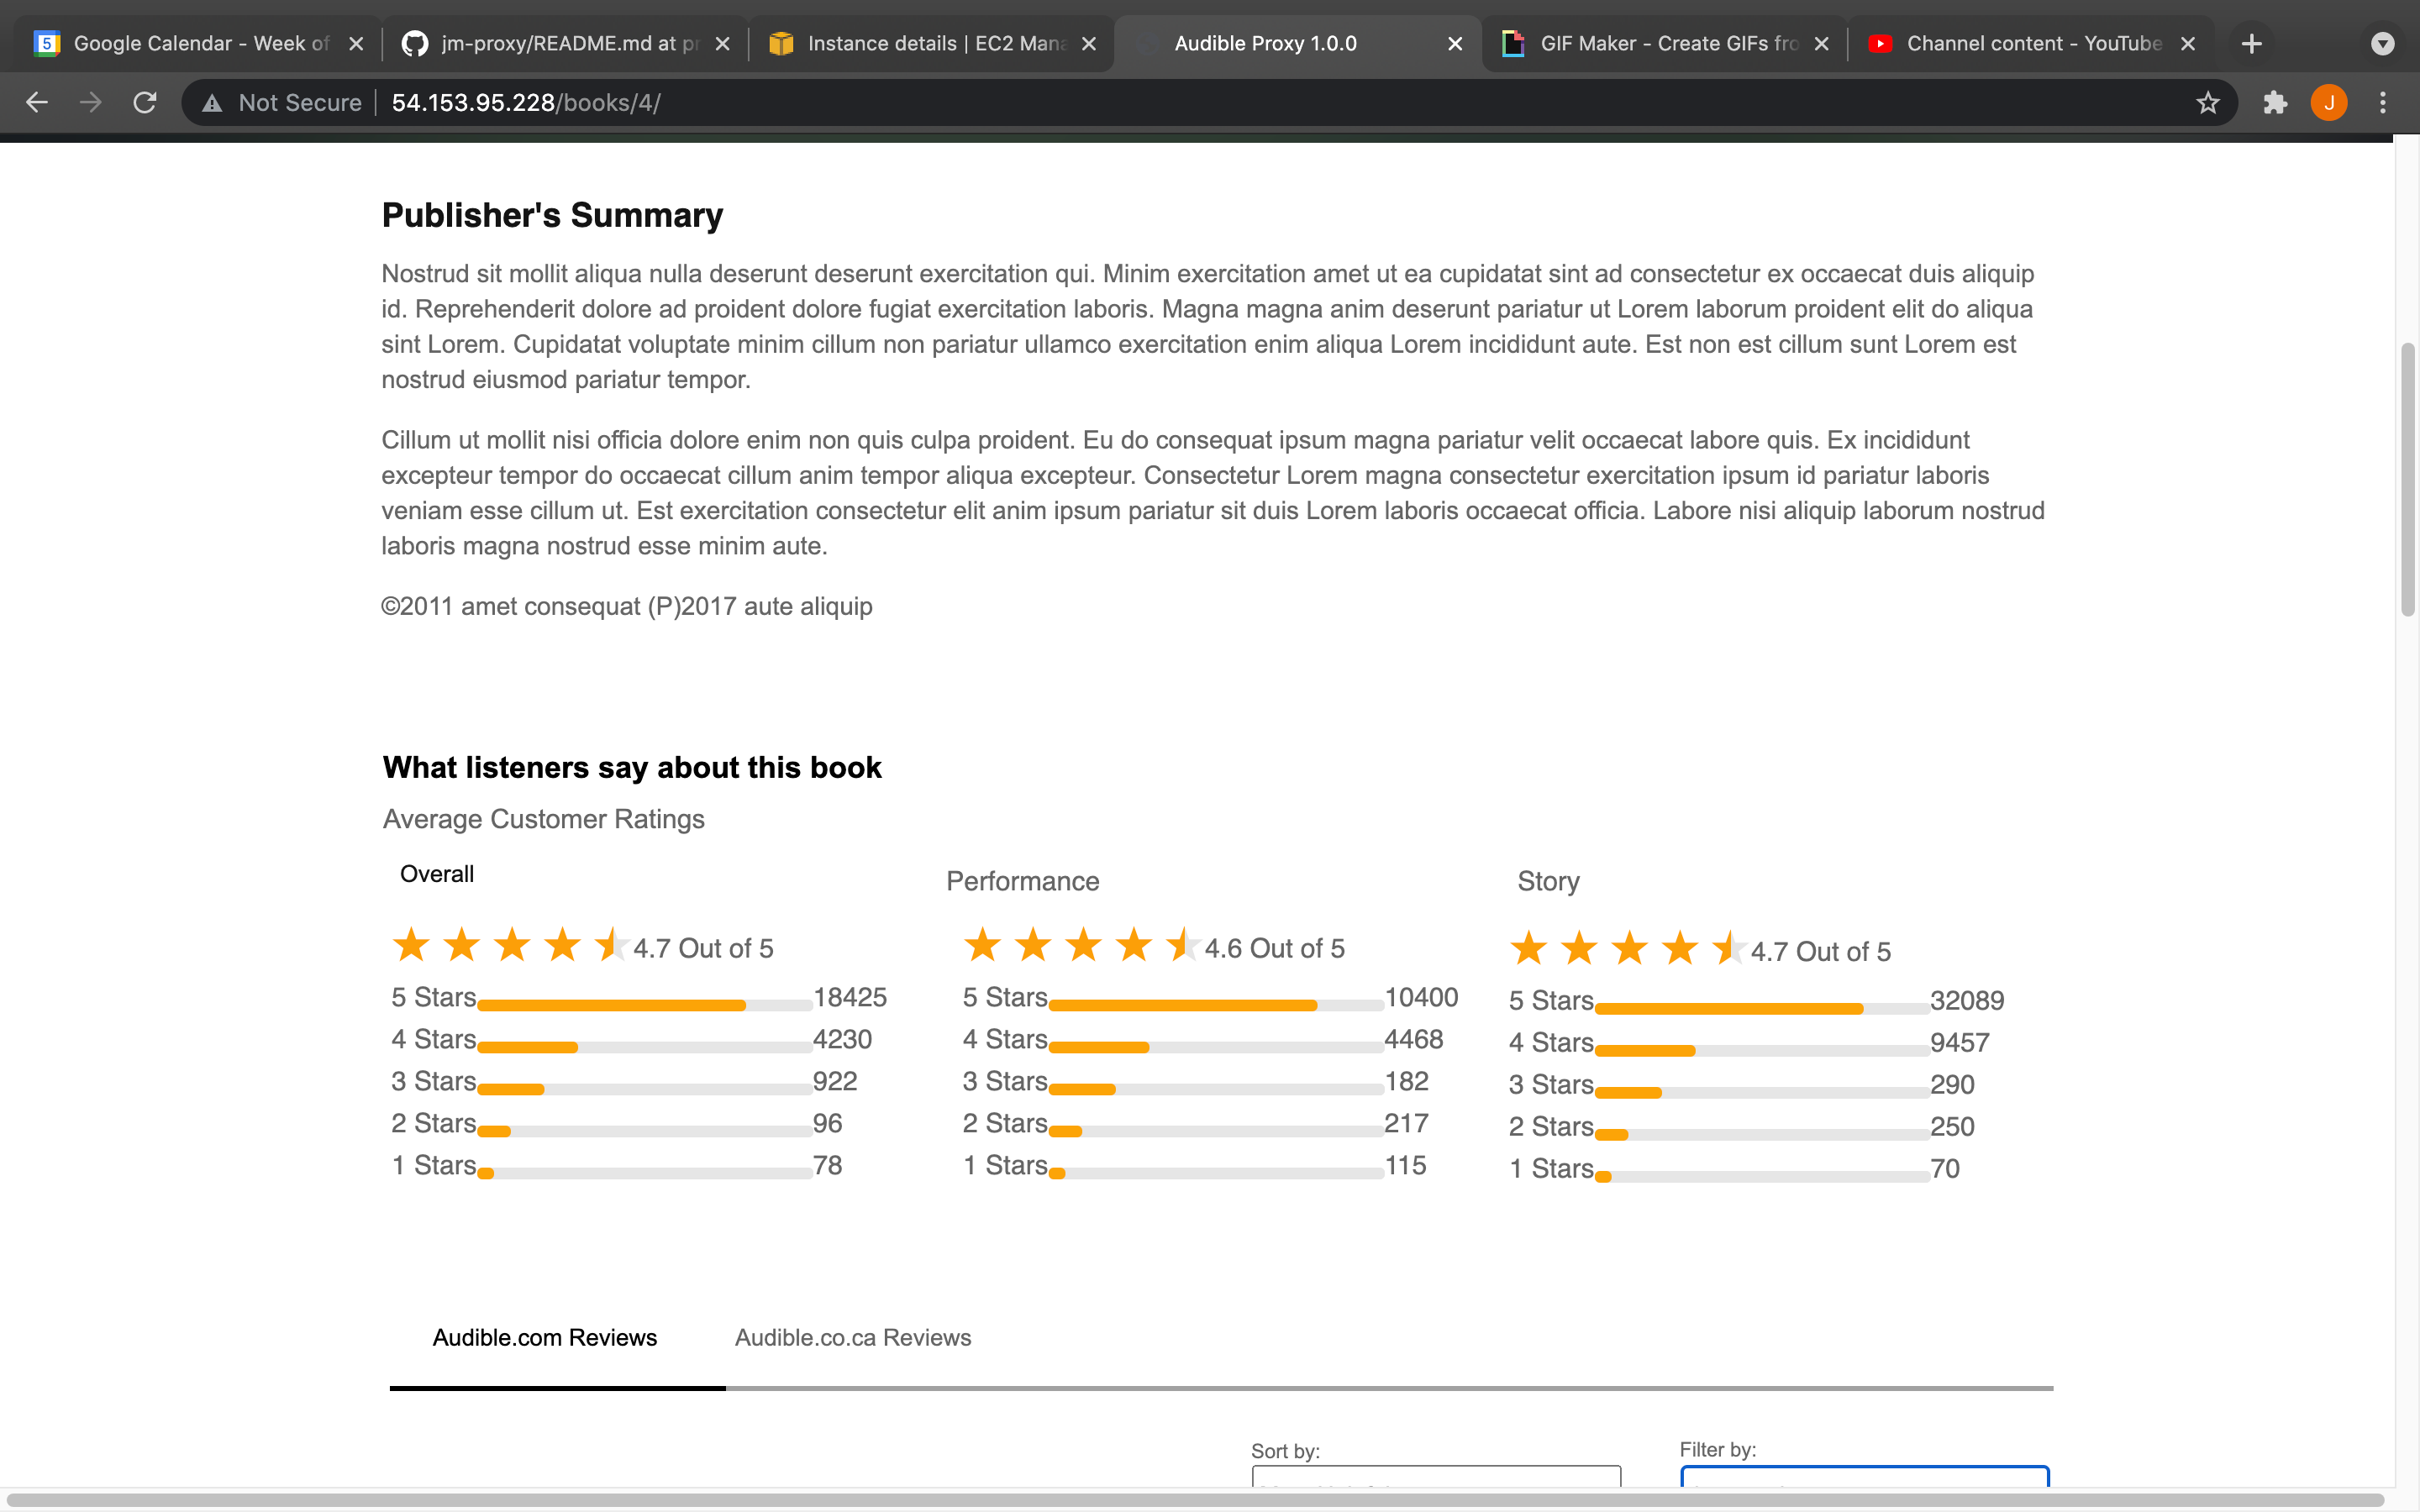 5 Google Calendar - Week of
jm-proxy/README.md at pr
Instance details | EC2 Mana
Audible Proxy 1.0.0
GIF Maker - Create GIFs fro
Channel content - YouTube
Not Secure 54.153.95.228/books/4/
J
Publisher's Summary
Nostrud sit mollit aliqua nulla deserunt deserunt exercitation qui. Minim exercitation amet ut ea cupidatat sint ad consectetur ex occaecat duis aliquip
id. Reprehenderit dolore ad proident dolore fugiat exercitation laboris. Magna magna anim deserunt pariatur ut Lorem laborum proident elit do aliqua
sint Lorem. Cupidatat voluptate minim cillum non pariatur ullamco exercitation enim aliqua Lorem incididunt aute. Est non est cillum sunt Lorem est
nostrud eiusmod pariatur tempor.
Cillum ut mollit nisi officia dolore enim non quis culpa proident. Eu do consequat ipsum magna pariatur velit occaecat labore quis. Ex incididunt
excepteur tempor do occaecat cillum anim tempor aliqua excepteur. Consectetur Lorem magna consectetur exercitation ipsum id pariatur laboris
veniam esse cillum ut. Est exercitation consectetur elit anim ipsum pariatur sit duis Lorem laboris occaecat officia. Labore nisi aliquip laborum nostrud
laboris magna nostrud esse minim aute.
©2011 amet consequat (P)2017 aute aliquip
What listeners say about this book
Average Customer Ratings
Overall
4.7 Out of 5
5 Stars 18425
4 Stars 4230
3 Stars 922
2 Stars 96
1 Stars 78
Performance
4.6 Out of 5
5 Stars 10400
4 Stars 4468
3 Stars 182
2 Stars 217
1 Stars 115
Story
4.7 Out of 5
5 Stars 32089
4 Stars 9457
3 Stars 290
2 Stars 250
1 Stars 70
Audible.com Reviews
Audible.co.ca Reviews
Sort by:
Filter by: